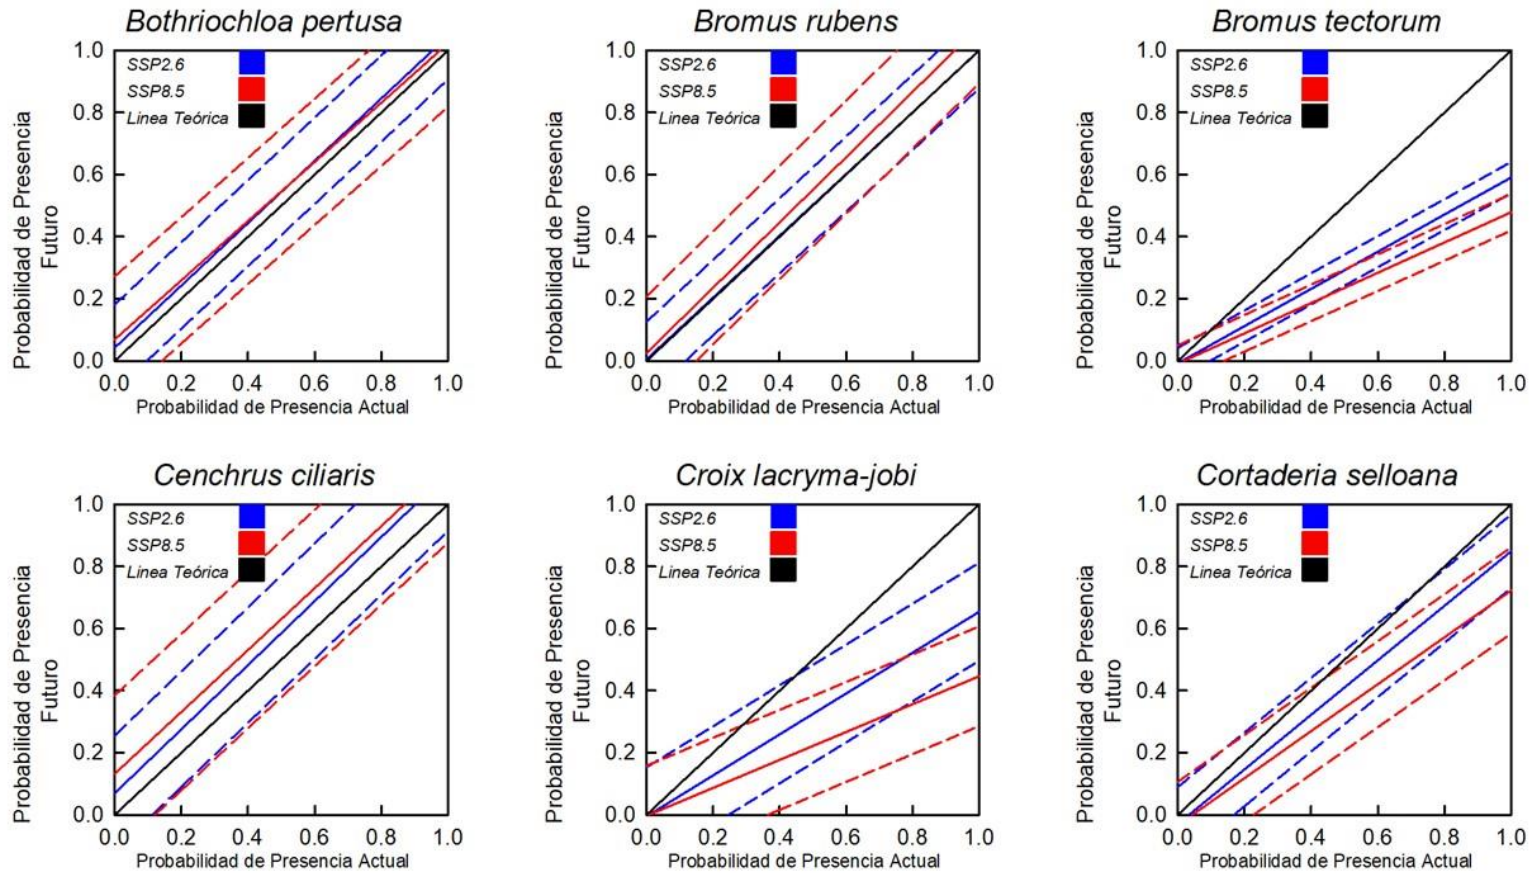 Bothriochloa pertusa
1.0
0.8
0.6
0.4
0.2
0.0
SSP2.6
SSP8.5
Linea Teórica
0.0 0.2 0.4 0.6 0.8 1.0
Probabilidad de Presencia Actual
Probabilidad de Presencia
Futuro
Bromus rubens
1.0
0.8
0.6
0.4
0.2
0.0
SSP2.6
SSP8.5
Linea Teórica
0.0 0.2 0.4 0.6 0.8 1.0
Probabilidad de Presencia Actual
Probabilidad de Presencia
Futuro
Bromus tectorum
1.0
0.8
0.6
0.4
0.2
0.0
SSP2.6
SSP8.5
Linea Teórica
0.0 0.2 0.4 0.6 0.8 1.0
Probabilidad de Presencia Actual
Probabilidad de Presencia
Futuro
Cenchrus ciliaris
1.0
0.8
0.6
0.4
0.2
0.0
SSP2.6
SSP8.5
Linea Teórica
0.0 0.2 0.4 0.6 0.8 1.0
Probabilidad de Presencia Actual
Probabilidad de Presencia
Futuro
Croix lacryma-jobi
1.0
0.8
0.6
0.4
0.2
0.0
SSP2.6
SSP8.5
Linea Teórica
0.0 0.2 0.4 0.6 0.8 1.0
Probabilidad de Presencia Actual
Probabilidad de Presencia
Futuro
Cortaderia selloana
1.0
0.8
0.6
0.4
0.2
0.0
SSP2.6
SSP8.5
Linea Teórica
0.0 0.2 0.4 0.6 0.8 1.0
Probabilidad de Presencia Actual
Probabilidad de Presencia
Futuro